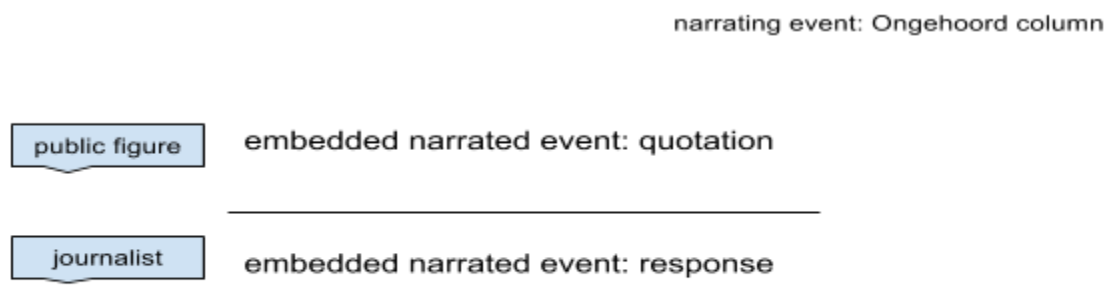 narrating event: Ongehoord column
public figure
embedded narrated event: quotation
journalist
embedded narrated event: response